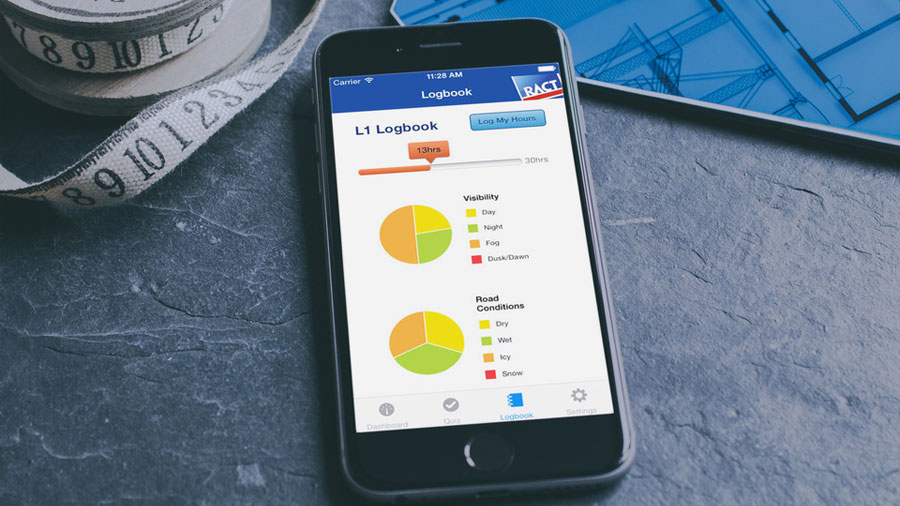 7 8 9 10 1 2
8 9 10 1 2 3 4
Carrier 11:28 AM
Logbook
RACT
L1 Logbook
Log My Hours
13hrs
30hrs
Visibility
Day
Night
Fog
Dusk/Dawn
Road
Conditions
Dry
Wet
Icy
Snow
Dashboard
Quiz
Logbook
Settings